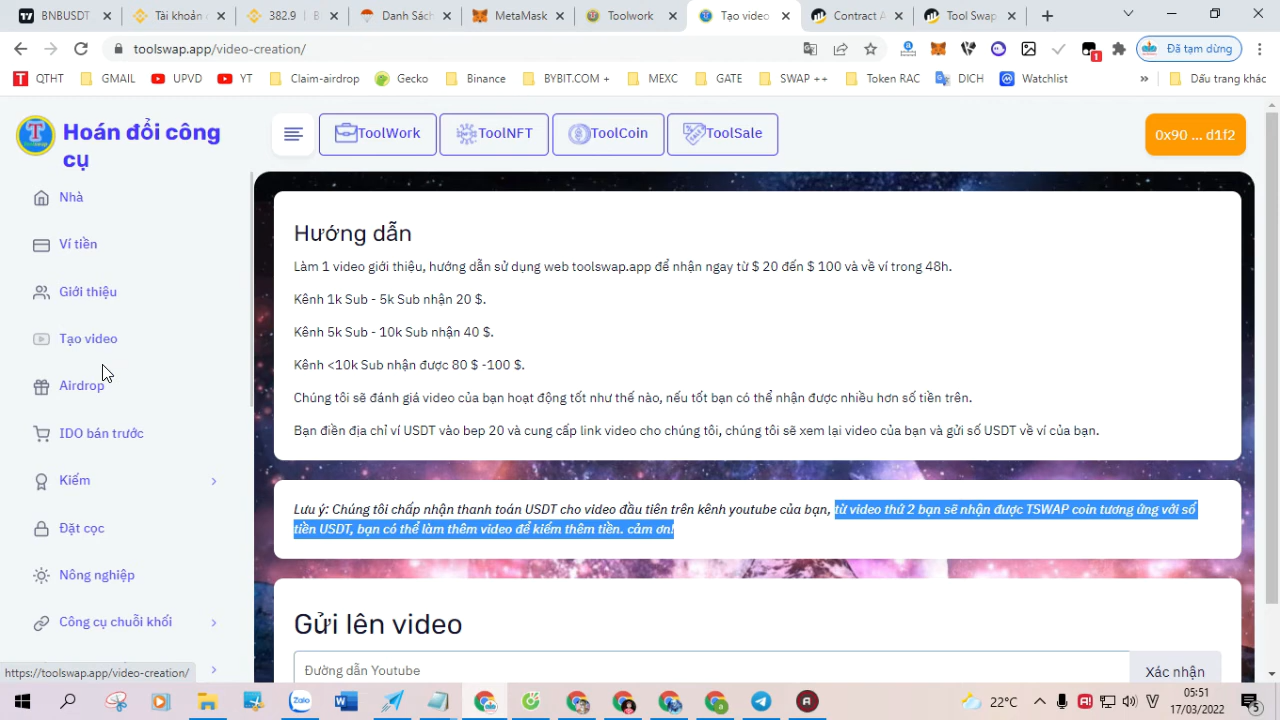 BNBUSDT
Tài khoản
382.9 | B
Danh Sác
MetaMask
Toolwork
Tạo video
Contract A
Tool Swap
toolswap.app/video-creation/
Đã tạm dừng
QTHT
GMAIL
UPVD
YT
Claim-airdrop
Gecko
Binance
BYBIT.COM +
MEXC
GATE
SWAP ++
Token RAC
DICH
Watchlist
»
Dấu trang khác
Hoán đổi công
cụ
ToolWork
ToolNFT
ToolCoin
ToolSale
0x90 ... d1f2
Nhà
Ví tiền
Giới thiệu
Tạo video
Airdrop
IDO bán trước
Kiếm
Đặt cọc
Nông nghiệp
Công cụ chuỗi khối
Hướng dẫn
Làm 1 video giới thiệu, hướng dẫn sử dụng web toolswap.app để nhận ngay từ $ 20 đến $ 100 và về ví trong 48h.
Kênh 1k Sub - 5k Sub nhận 20 $.
Kênh 5k Sub - 10k Sub nhận 40 $.
Kênh <10k Sub nhận được 80 $ -100 $.
Chúng tôi sẽ đánh giá video của bạn hoạt động tốt như thế nào, nếu tốt bạn có thể nhận được nhiều hơn số tiền trên.
Bạn điền địa chỉ ví USDT vào bep 20 và cung cấp link video cho chúng tôi, chúng tôi sẽ xem lại video của bạn và gửi số USDT về ví của bạn.
Lưu ý: Chúng tôi chấp nhận thanh toán USDT cho video đầu tiên trên kênh youtube của bạn, từ video thứ 2 bạn sẽ nhận được TSWAP coin tương ứng với số
tiền USDT, bạn có thể làm thêm video để kiếm thêm tiền. cảm ơn!
Gửi lên video
Đường dẫn Youtube
Xác nhận
https://toolswap.app/video-creation/
22°C
05:51
17/03/2022
5